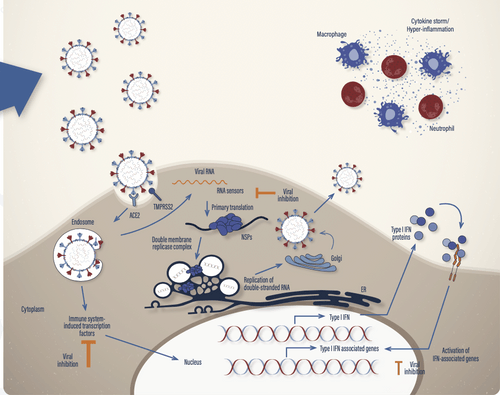 Cytokine storm/
Hyper-inflammation
Macrophage
Neutrophil
Viral RNA
RNA sensors
Viral
inhibition
TMPRSS2
ACE2
Primary translation
Endosome
NSPs
Double membrane
replicase complex
Golgi
Type I IFN
proteins
Replication of
double-stranded RNA
ER
Cytoplasm
Immune system-
induced transcription
factors
Type I IFN
Type I IFN associated genes
Viral
inhibition
Nucleus
Viral
inhibition
Activation of
IFN-associated genes